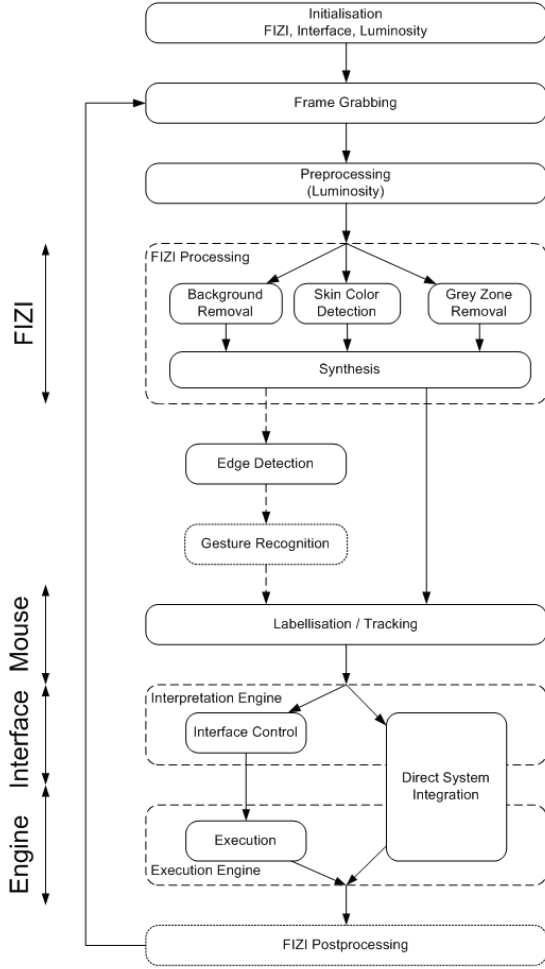 Initialisation
FIZI, Interface, Luminosity
Frame Grabbing
Preprocessing
(Luminosity)
FIZI
FIZI Processing
Background
Removal
Skin Color
Detection
Grey Zone
Removal
Synthesis
Edge Detection
Gesture Recognition
Mouse
Labellisation / Tracking
Interface
Interpretation Engine
Interface Control
Direct System
Integration
Engine
Execution
Execution Engine
FIZI Postprocessing